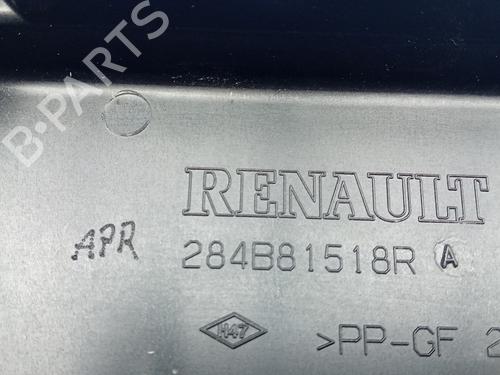 B-PARTS
RENAULT
APR
284B81518R A
H47
>PP-GF 2